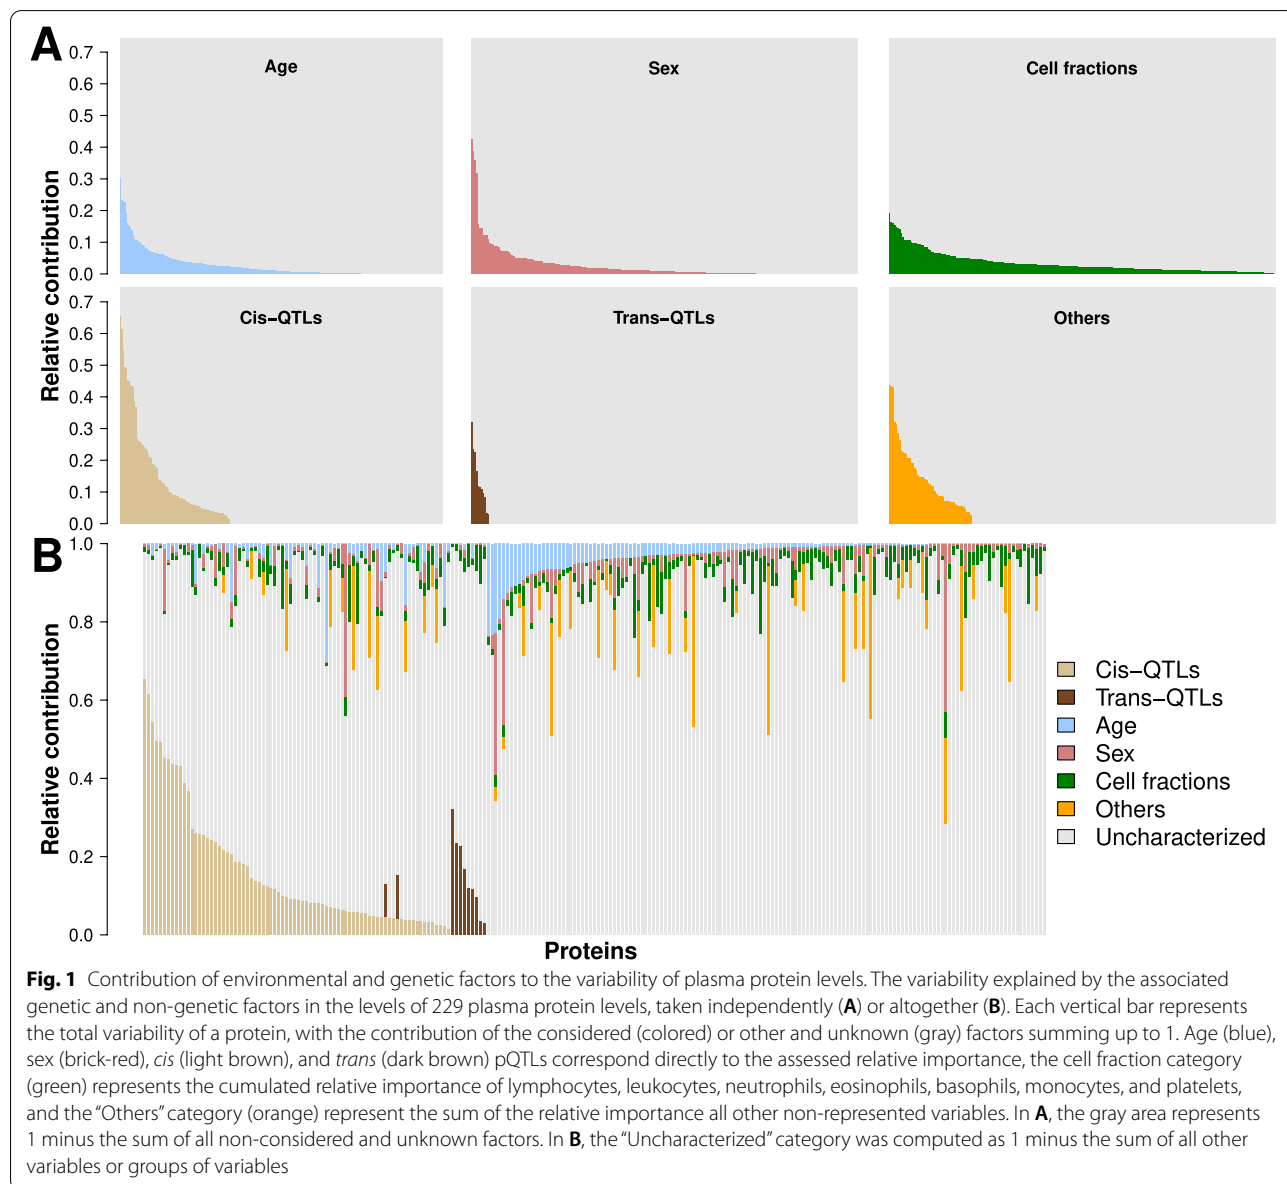 A
Relative contribution
0.7
0.6
0.5
0.4
0.3
0.2
0.1
0.0
Age
Sex
Cell fractions
Relative contribution
0.7
0.6
0.5
0.4
0.3
0.2
0.1
0.0
Cis−QTLs
Trans−QTLs
Others
B
Relative contribution
1.0
0.8
0.6
0.4
0.2
0.0
Proteins
Cis−QTLs
Trans−QTLs
Age
Sex
Cell fractions
Others
Uncharacterized
Fig. 1 Contribution of environmental and genetic factors to the variability of plasma protein levels. The variability explained by the associated
genetic and non-genetic factors in the levels of 229 plasma protein levels, taken independently (A) or altogether (B). Each vertical bar represents
the total variability of a protein, with the contribution of the considered (colored) or other and unknown (gray) factors summing up to 1. Age (blue),
sex (brick-red), cis (light brown), and trans (dark brown) pQTLs correspond directly to the assessed relative importance, the cell fraction category
(green) represents the cumulated relative importance of lymphocytes, leukocytes, neutrophils, eosinophils, basophils, monocytes, and platelets,
and the “Others” category (orange) represent the sum of the relative importance all other non-represented variables. In A, the gray area represents
1 minus the sum of all non-considered and unknown factors. In B, the “Uncharacterized” category was computed as 1 minus the sum of all other
variables or groups of variables